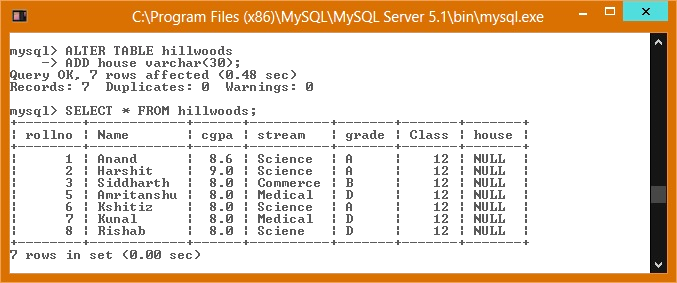 C:\Program Files (x86)\MySQL\MySQL Server 5.1\bin\mysql.exe
mysql> ALTER TABLE hillwoods
    -> ADD house varchar(30);
Query OK, 7 rows affected (0.48 sec)
Records: 7  Duplicates: 0  Warnings: 0
mysql> SELECT * FROM hillwoods;
+--------+------------+------+----------+-------+-------+-------+
| rollno | Name       | cgpa | stream   | grade | Class | house |
+--------+------------+------+----------+-------+-------+-------+
|      1 | Anand      |  8.6 | Science  | A     |    12 | NULL  |
|      2 | Harshit    |  9.0 | Science  | A     |    12 | NULL  |
|      3 | Siddharth  |  8.0 | Commerce | B     |    12 | NULL  |
|      5 | Amritanshu |  8.0 | Medical  | D     |    12 | NULL  |
|      6 | Kshitiz    |  8.0 | Science  | A     |    12 | NULL  |
|      7 | Kunal      |  8.0 | Medical  | D     |    12 | NULL  |
|      8 | Rishab     |  8.0 | Sciene   | D     |    12 | NULL  |
+--------+------------+------+----------+-------+-------+-------+
7 rows in set (0.00 sec)